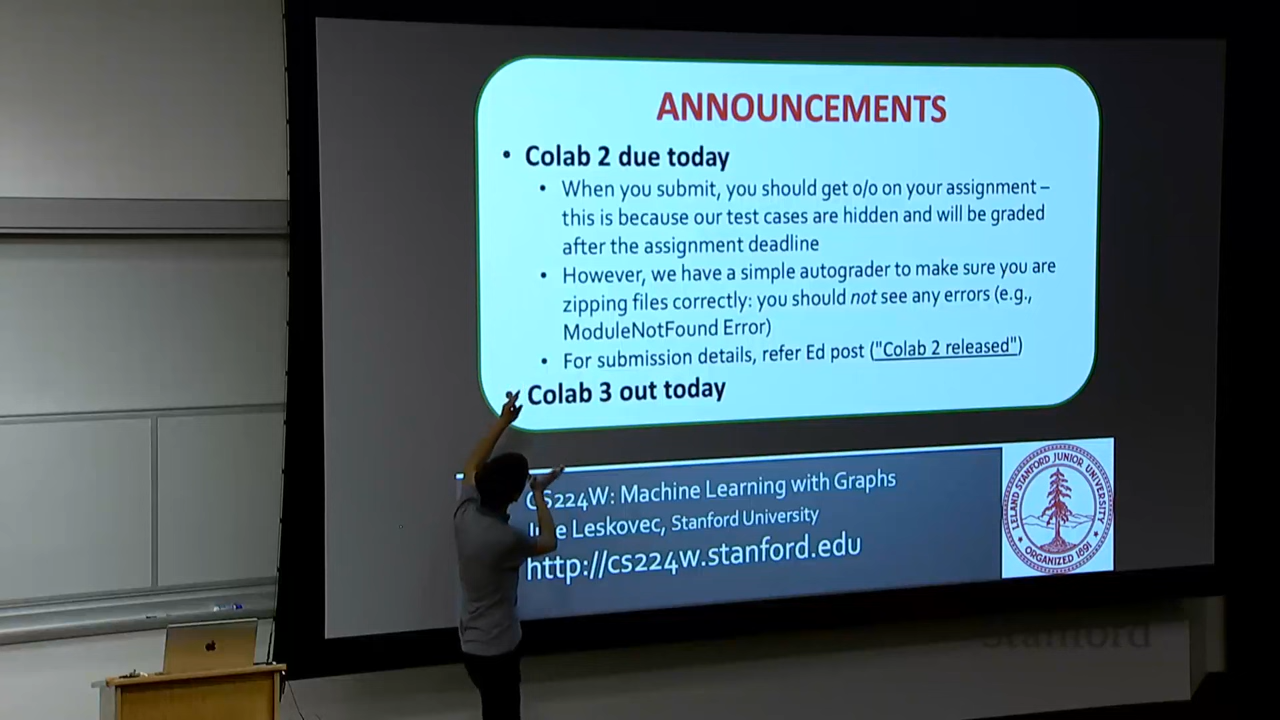 ANNOUNCEMENTS
• Colab 2 due today
• When you submit, you should get 0/0 on your assignment –
this is because our test cases are hidden and will be graded
after the assignment deadline
• However, we have a simple autograder to make sure you are
zipping files correctly: you should not see any errors (e.g.,
ModuleNotFound Error)
• For submission details, refer Ed post ("Colab 2 released")
Colab 3 out today
CS224W: Machine Learning with Graphs
Leskovec, Stanford University
http://cs224w.stanford.edu
LELAND STANFORD JUNIOR UNIVERSITY
ORGANIZED 1891
Stanford